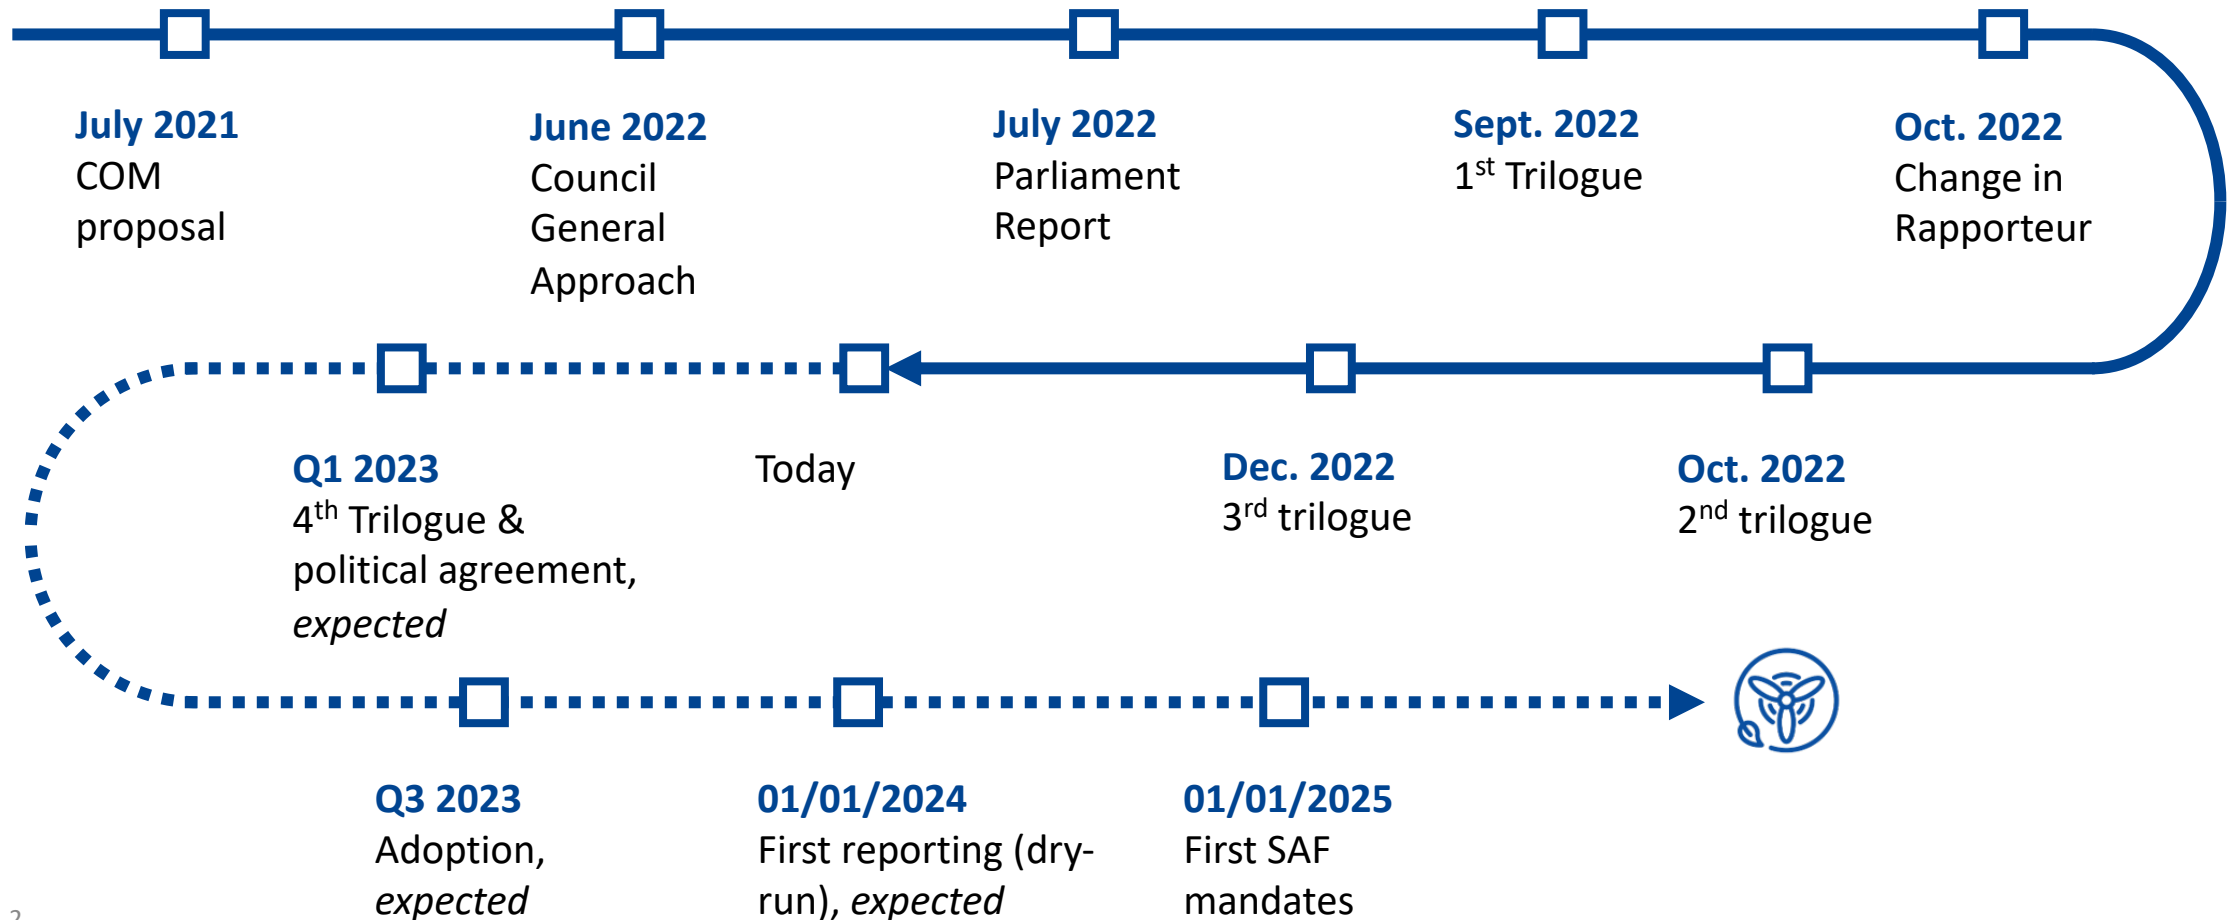 July 2021
COM
proposal
June 2022
Council
General
Approach
July 2022
Parliament
Report
Sept. 2022
1st Trilogue
Oct. 2022
Change in
Rapporteur
Q1 2023
4th Trilogue &
political agreement,
expected
Today
Dec. 2022
3rd trilogue
Oct. 2022
2nd trilogue
Q3 2023
Adoption,
expected
01/01/2024
First reporting (dry-
run), expected
01/01/2025
First SAF
mandates
2